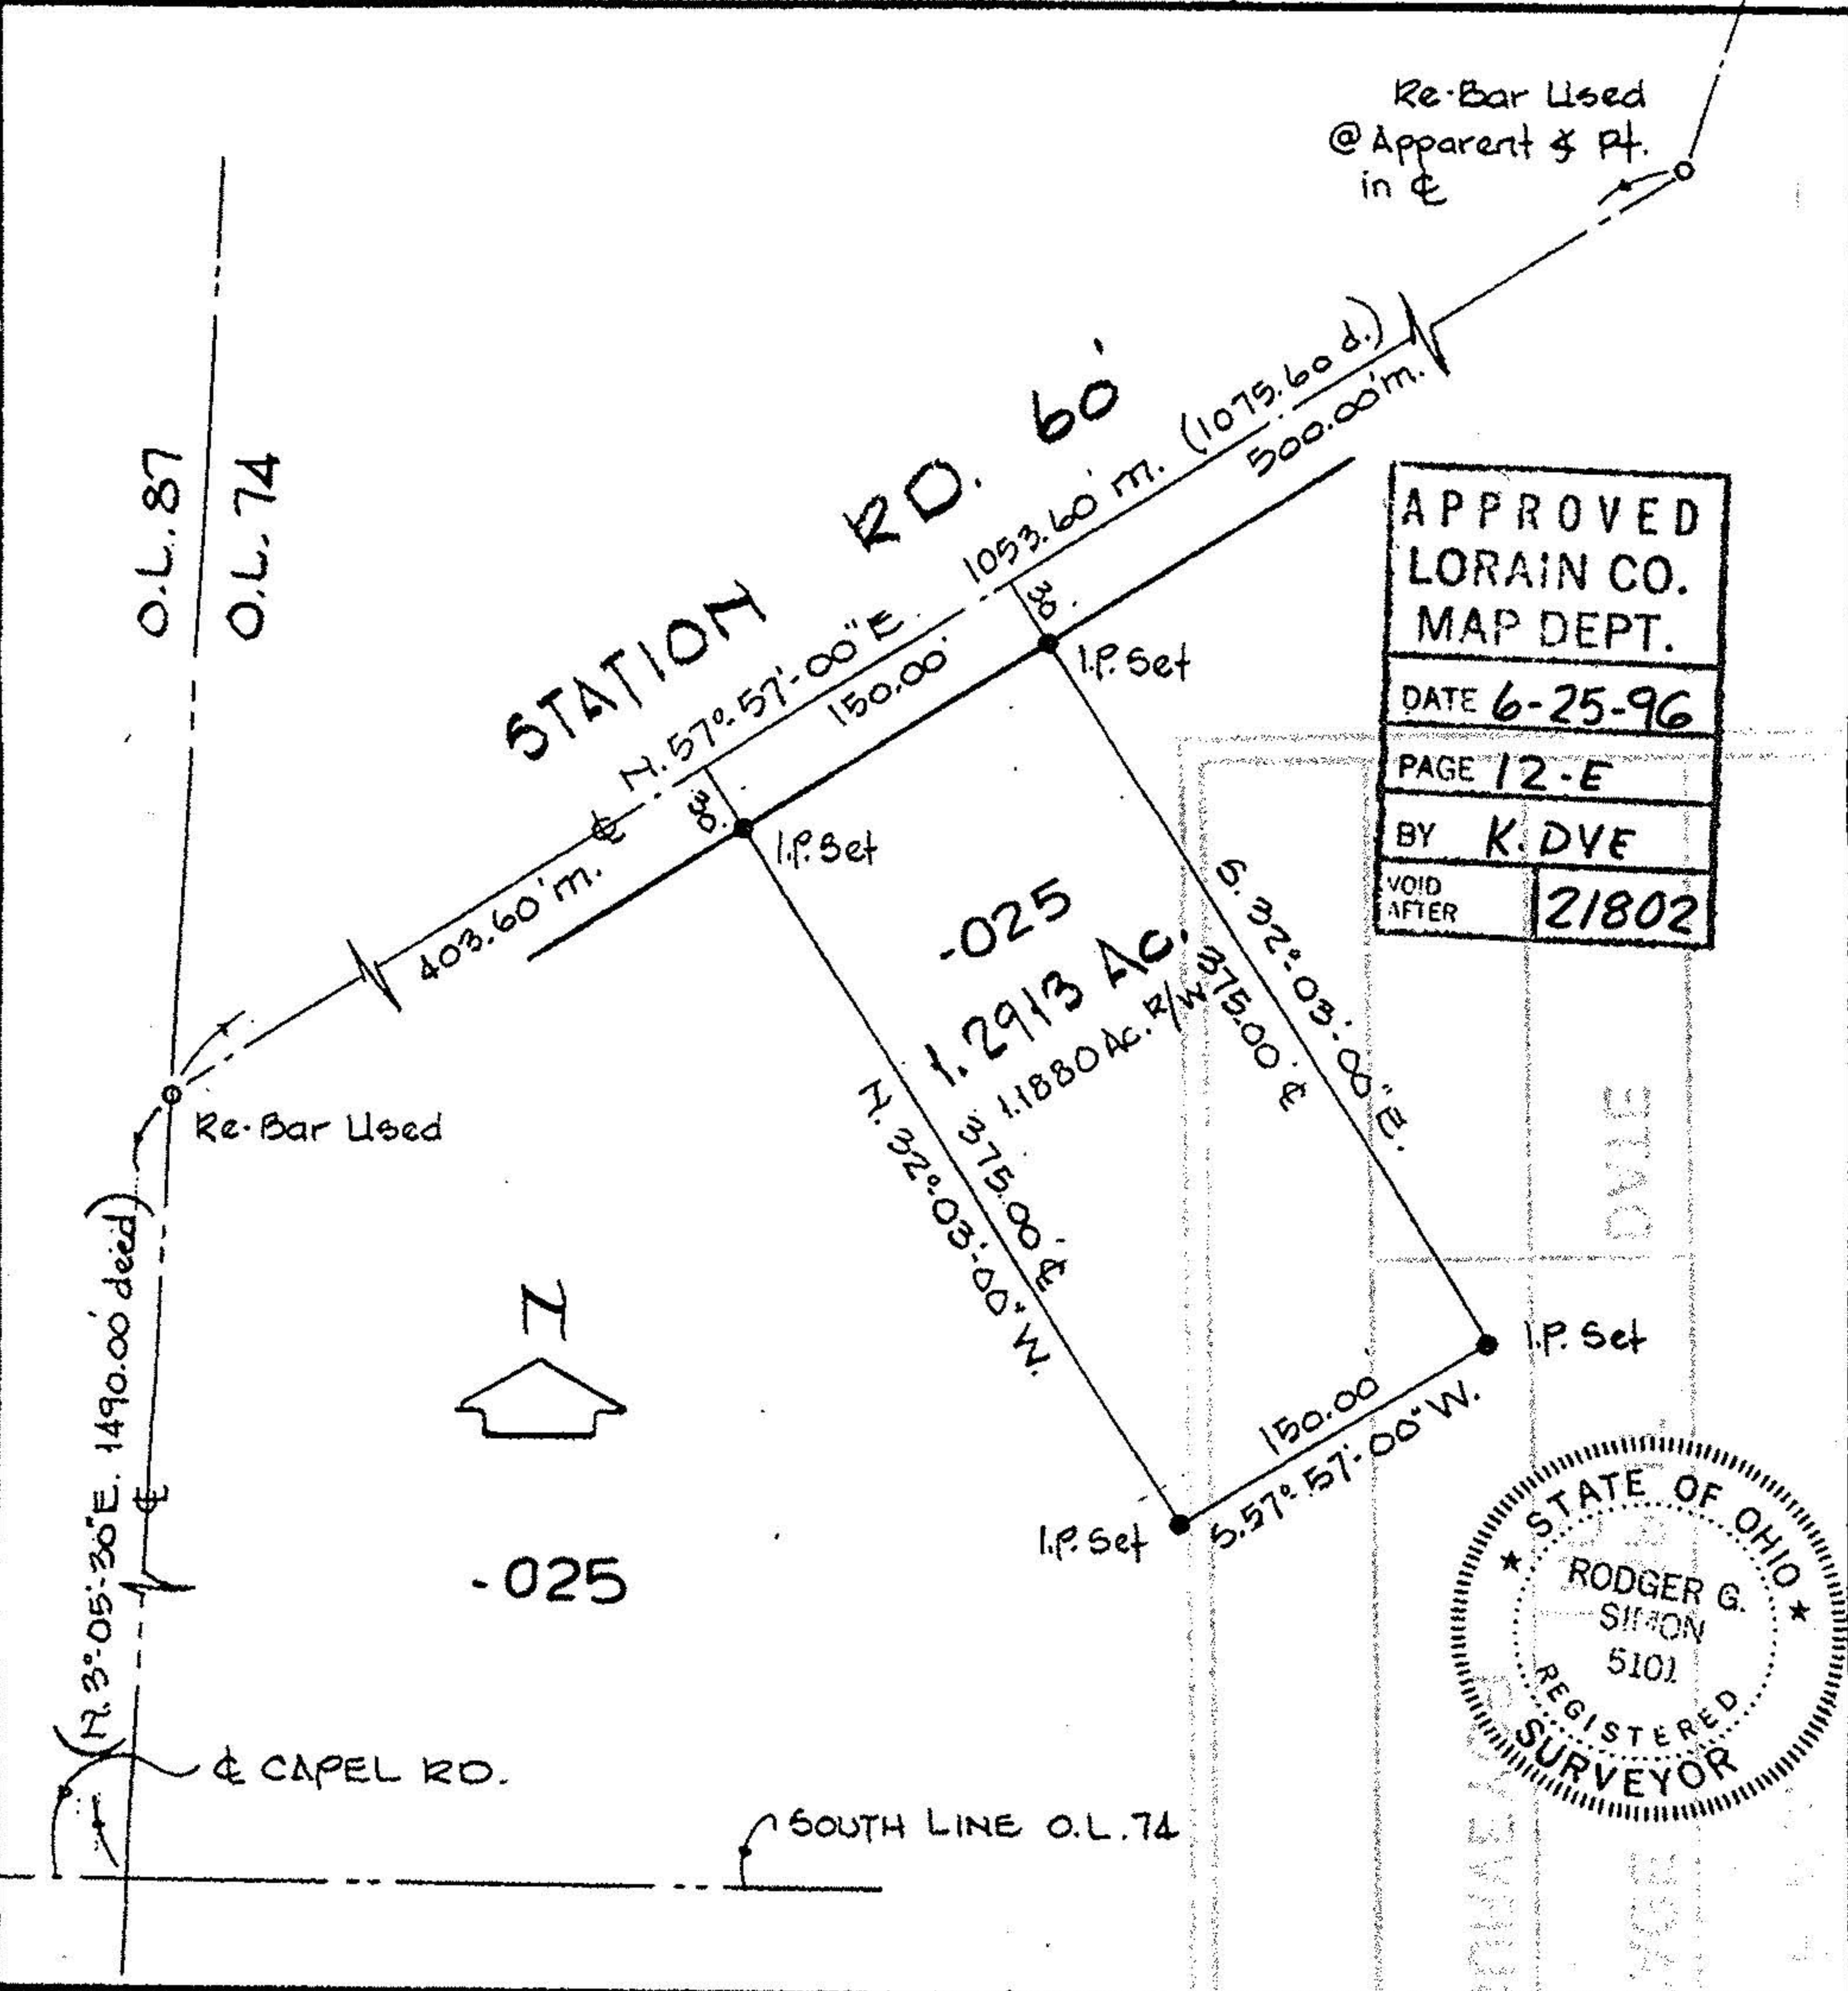 Re-Bar Used
@ Apparent ∡ Pt.
in ℄
O.L. 87
O.L. 74
STATION RD. 60'
1053.60' m. (1075.60 d.)
500.00' m.
N. 57°-57'-00" E.
150.00'
30.
30.
℄
403.60' m.
I.P. Set
I.P. Set
APPROVED
LORAIN CO.
MAP DEPT.
DATE 6-25-96
PAGE 12-E
BY K. DYE
VOID AFTER 21802
-025
1.2913 Ac.
1.1880 Ac. R/W
S. 32°-03'-00" E.
375.00' ℄
375.00' ℄
N. 32°-03'-00" W.
Re-Bar Used
(N. 3°-05'-30" E. 1490.00' deed)
℄
N
-025
I.P. Set
I.P. Set
150.00
S. 57°-57'-00" W.
STATE OF OHIO
RODGER G.
SIMON
5101
REGISTERED
SURVEYOR
℄ CAPEL RD.
SOUTH LINE O.L. 74
DATE